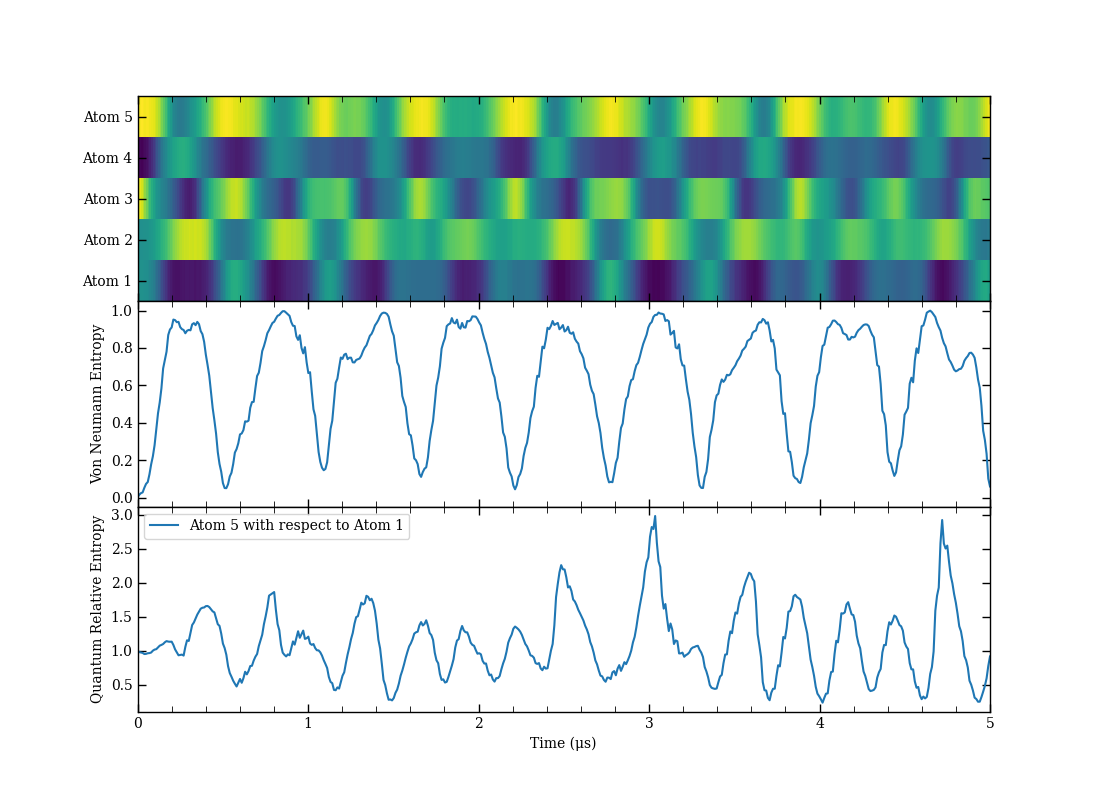 Atom 5
Atom 4
Atom 3
Atom 2
Atom 1
Von Neumann Entropy
1.0
0.8
0.6
0.4
0.2
0.0
Quantum Relative Entropy
3.0
2.5
2.0
1.5
1.0
0.5
Atom 5 with respect to Atom 1
0 1 2 3 4 5
Time (µs)